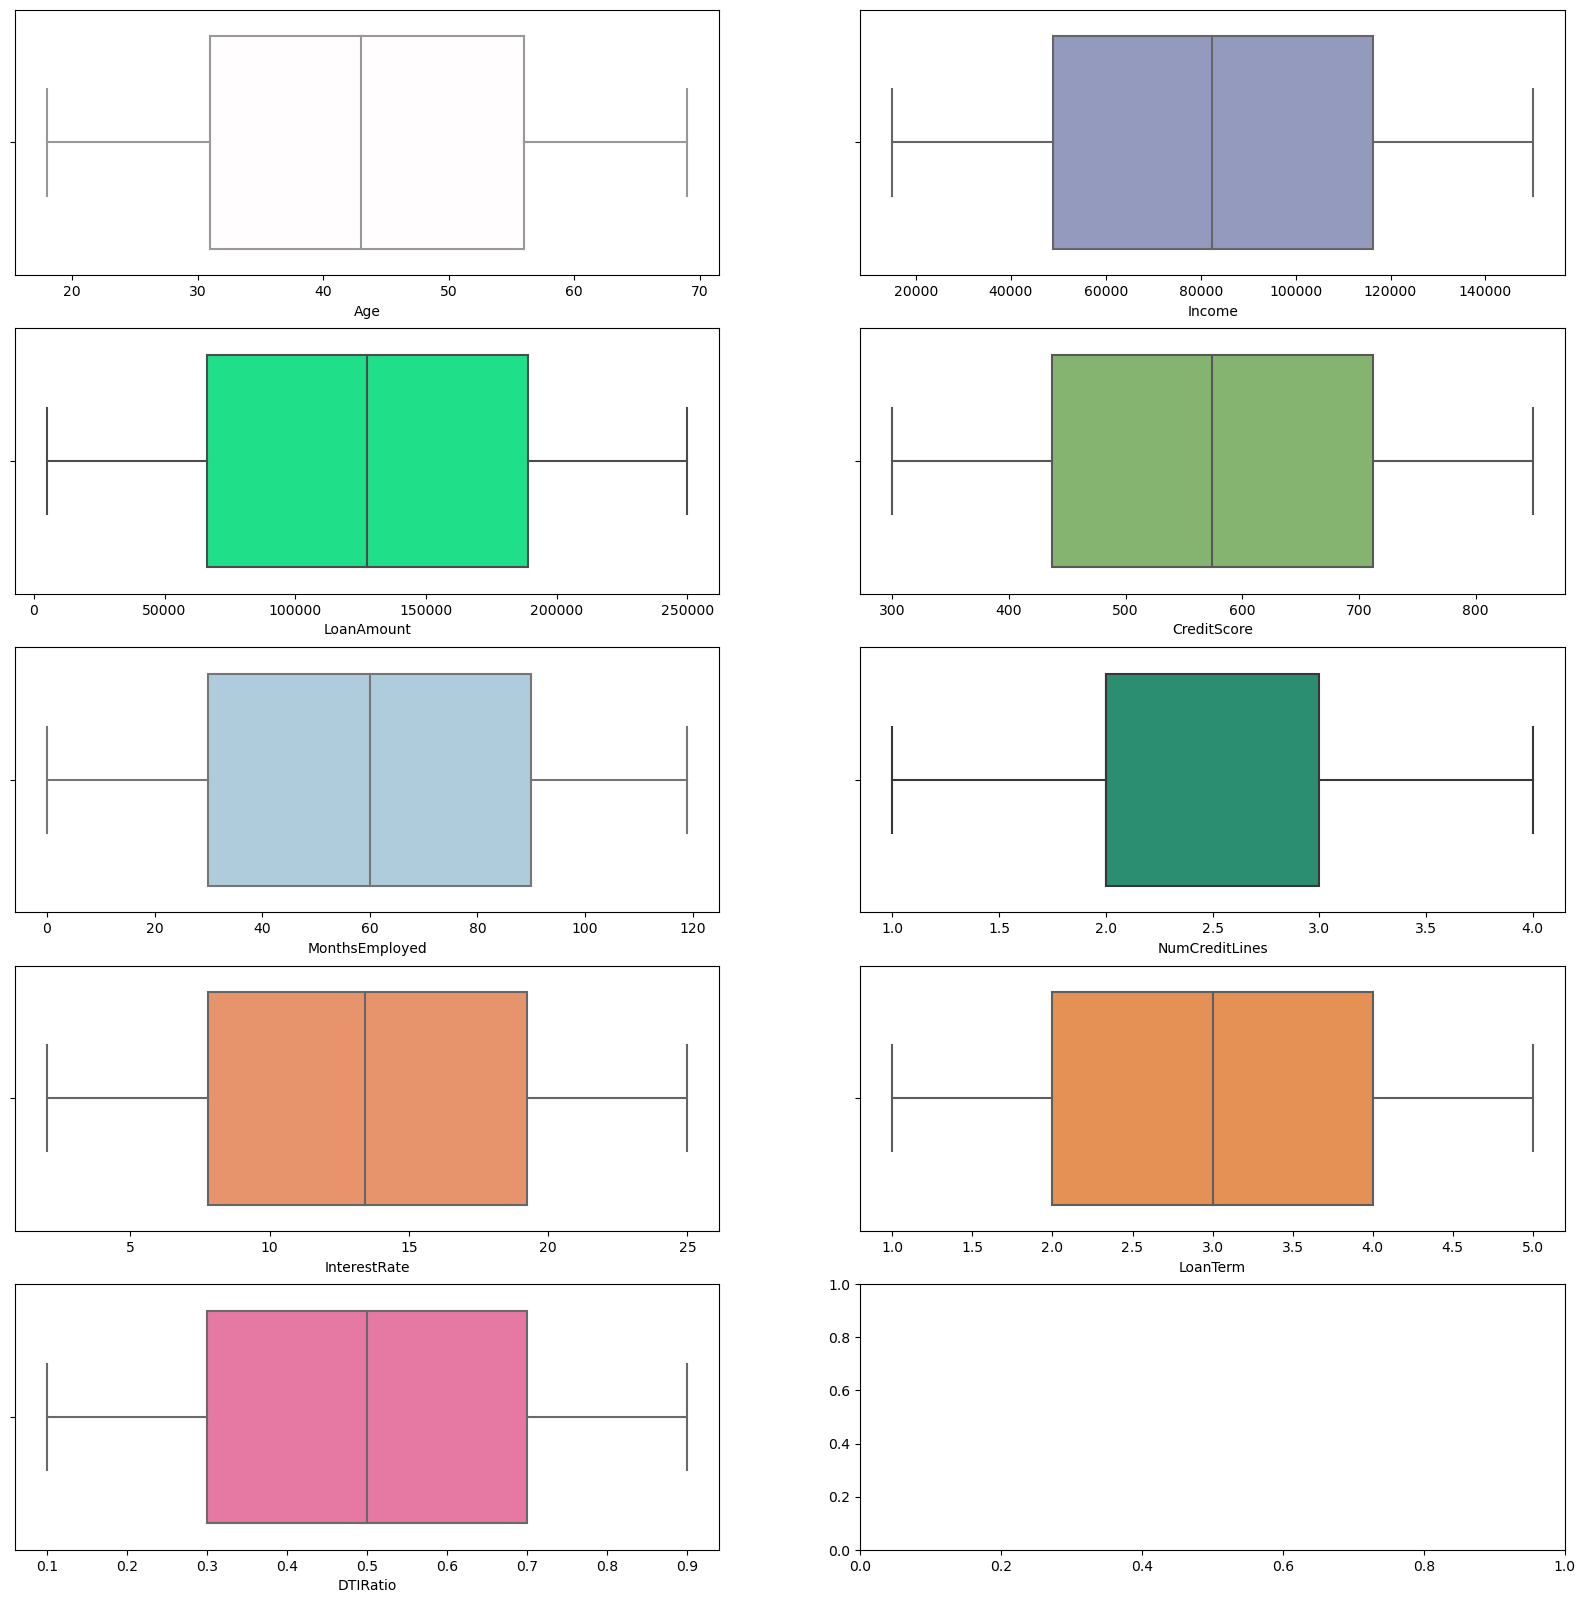 20 30 40 50 60 70
Age
20000 40000 60000 80000 100000 120000 140000
Income
0 50000 100000 150000 200000 250000
LoanAmount
300 400 500 600 700 800
CreditScore
0 20 40 60 80 100 120
MonthsEmployed
1.0 1.5 2.0 2.5 3.0 3.5 4.0
NumCreditLines
5 10 15 20 25
InterestRate
1.0 1.5 2.0 2.5 3.0 3.5 4.0 4.5 5.0
LoanTerm
0.1 0.2 0.3 0.4 0.5 0.6 0.7 0.8 0.9
DTIRatio
1.0
0.8
0.6
0.4
0.2
0.0
0.0 0.2 0.4 0.6 0.8 1.0